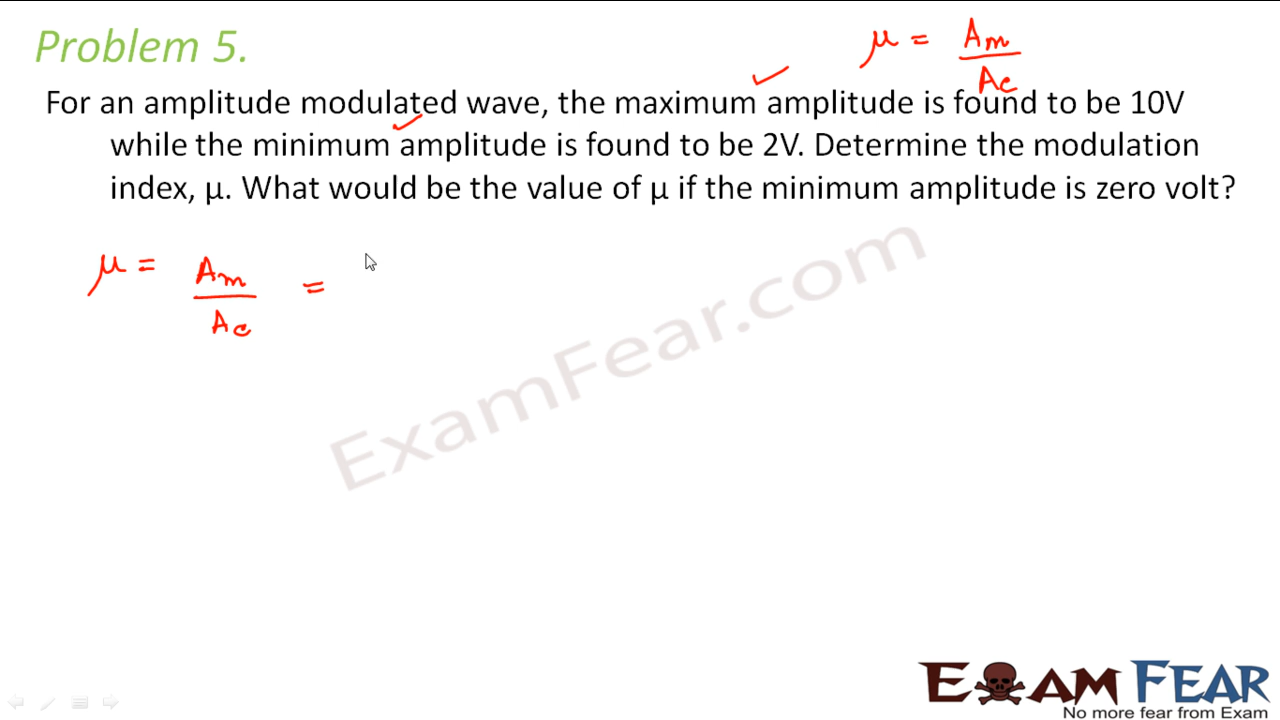 Problem 5.
μ = Am/Ac
For an amplitude modulated wave, the maximum amplitude is found to be 10V
while the minimum amplitude is found to be 2V. Determine the modulation
index, μ. What would be the value of μ if the minimum amplitude is zero volt?
μ = Am/Ac =
ExamFear.com
EXAM FEAR
No more fear from Exam